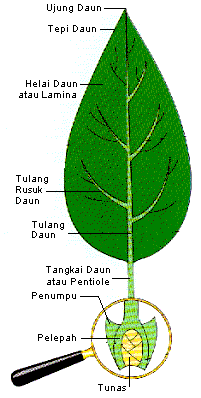 Ujung Daun
Tepi Daun
Helai Daun
atau Lamina
Tulang
Rusuk
Daun
Tulang
Daun
Tangkai Daun
atau Pentiole
Penumpu
Pelepah
Tunas